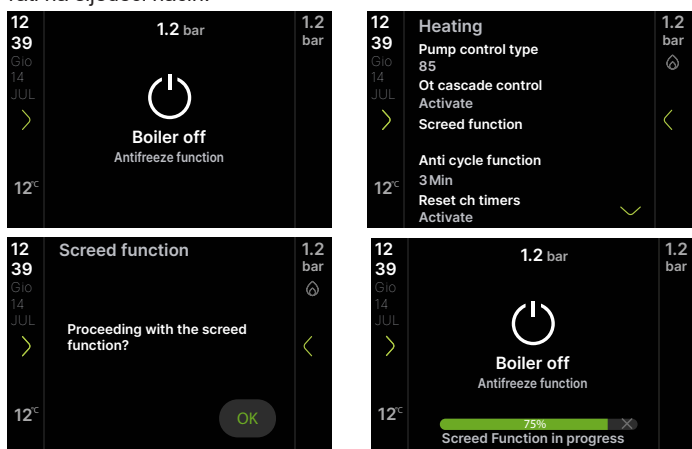 12
39
Gio
14
JUL
12°C
1.2 bar
Boiler off
Antifreeze function
1.2
bar
12
39
Gio
14
JUL
12°C
Heating
Pump control type
85
Ot cascade control
Activate
Screed function
Anti cycle function
3 Min
Reset ch timers
Activate
1.2
bar
12
39
Gio
14
JUL
12°C
Screed function
Proceeding with the screed
function?
OK
1.2
bar
12
39
Gio
14
JUL
12°C
1.2 bar
Boiler off
Antifreeze function
75%
Screed Function in progress
1.2
bar